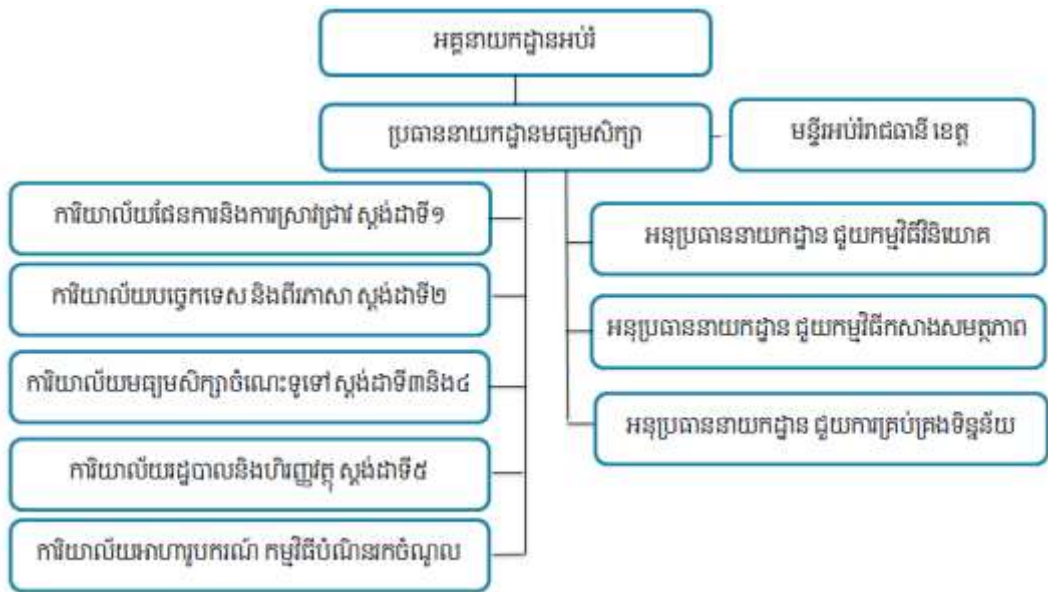 អគ្គនាយកដ្ឋានអប់រំ
ប្រធាននាយកដ្ឋានមធ្យមសិក្សា
មន្ទីរអប់រំរាជធានី ខេត្ត
ការិយាល័យផែនការនិងការស្រាវជ្រាវ ស្តង់ដាទី១
ការិយាល័យបច្ចេកទេស និងពីរភាសា ស្តង់ដាទី២
ការិយាល័យមធ្យមសិក្សាចំណេះទូទៅ ស្តង់ដាទី៣និង៤
ការិយាល័យរដ្ឋបាលនិងហិរញ្ញវត្ថុ ស្តង់ដាទី៥
ការិយាល័យអាហារូបករណ៍ កម្មវិធីបំណិនរកចំណូល
អនុប្រធាននាយកដ្ឋាន ជួយកម្មវិធីវិនិយោគ
អនុប្រធាននាយកដ្ឋាន ជួយកម្មវិធីកសាងសមត្ថភាព
អនុប្រធាននាយកដ្ឋាន ជួយការគ្រប់គ្រងទិន្នន័យ